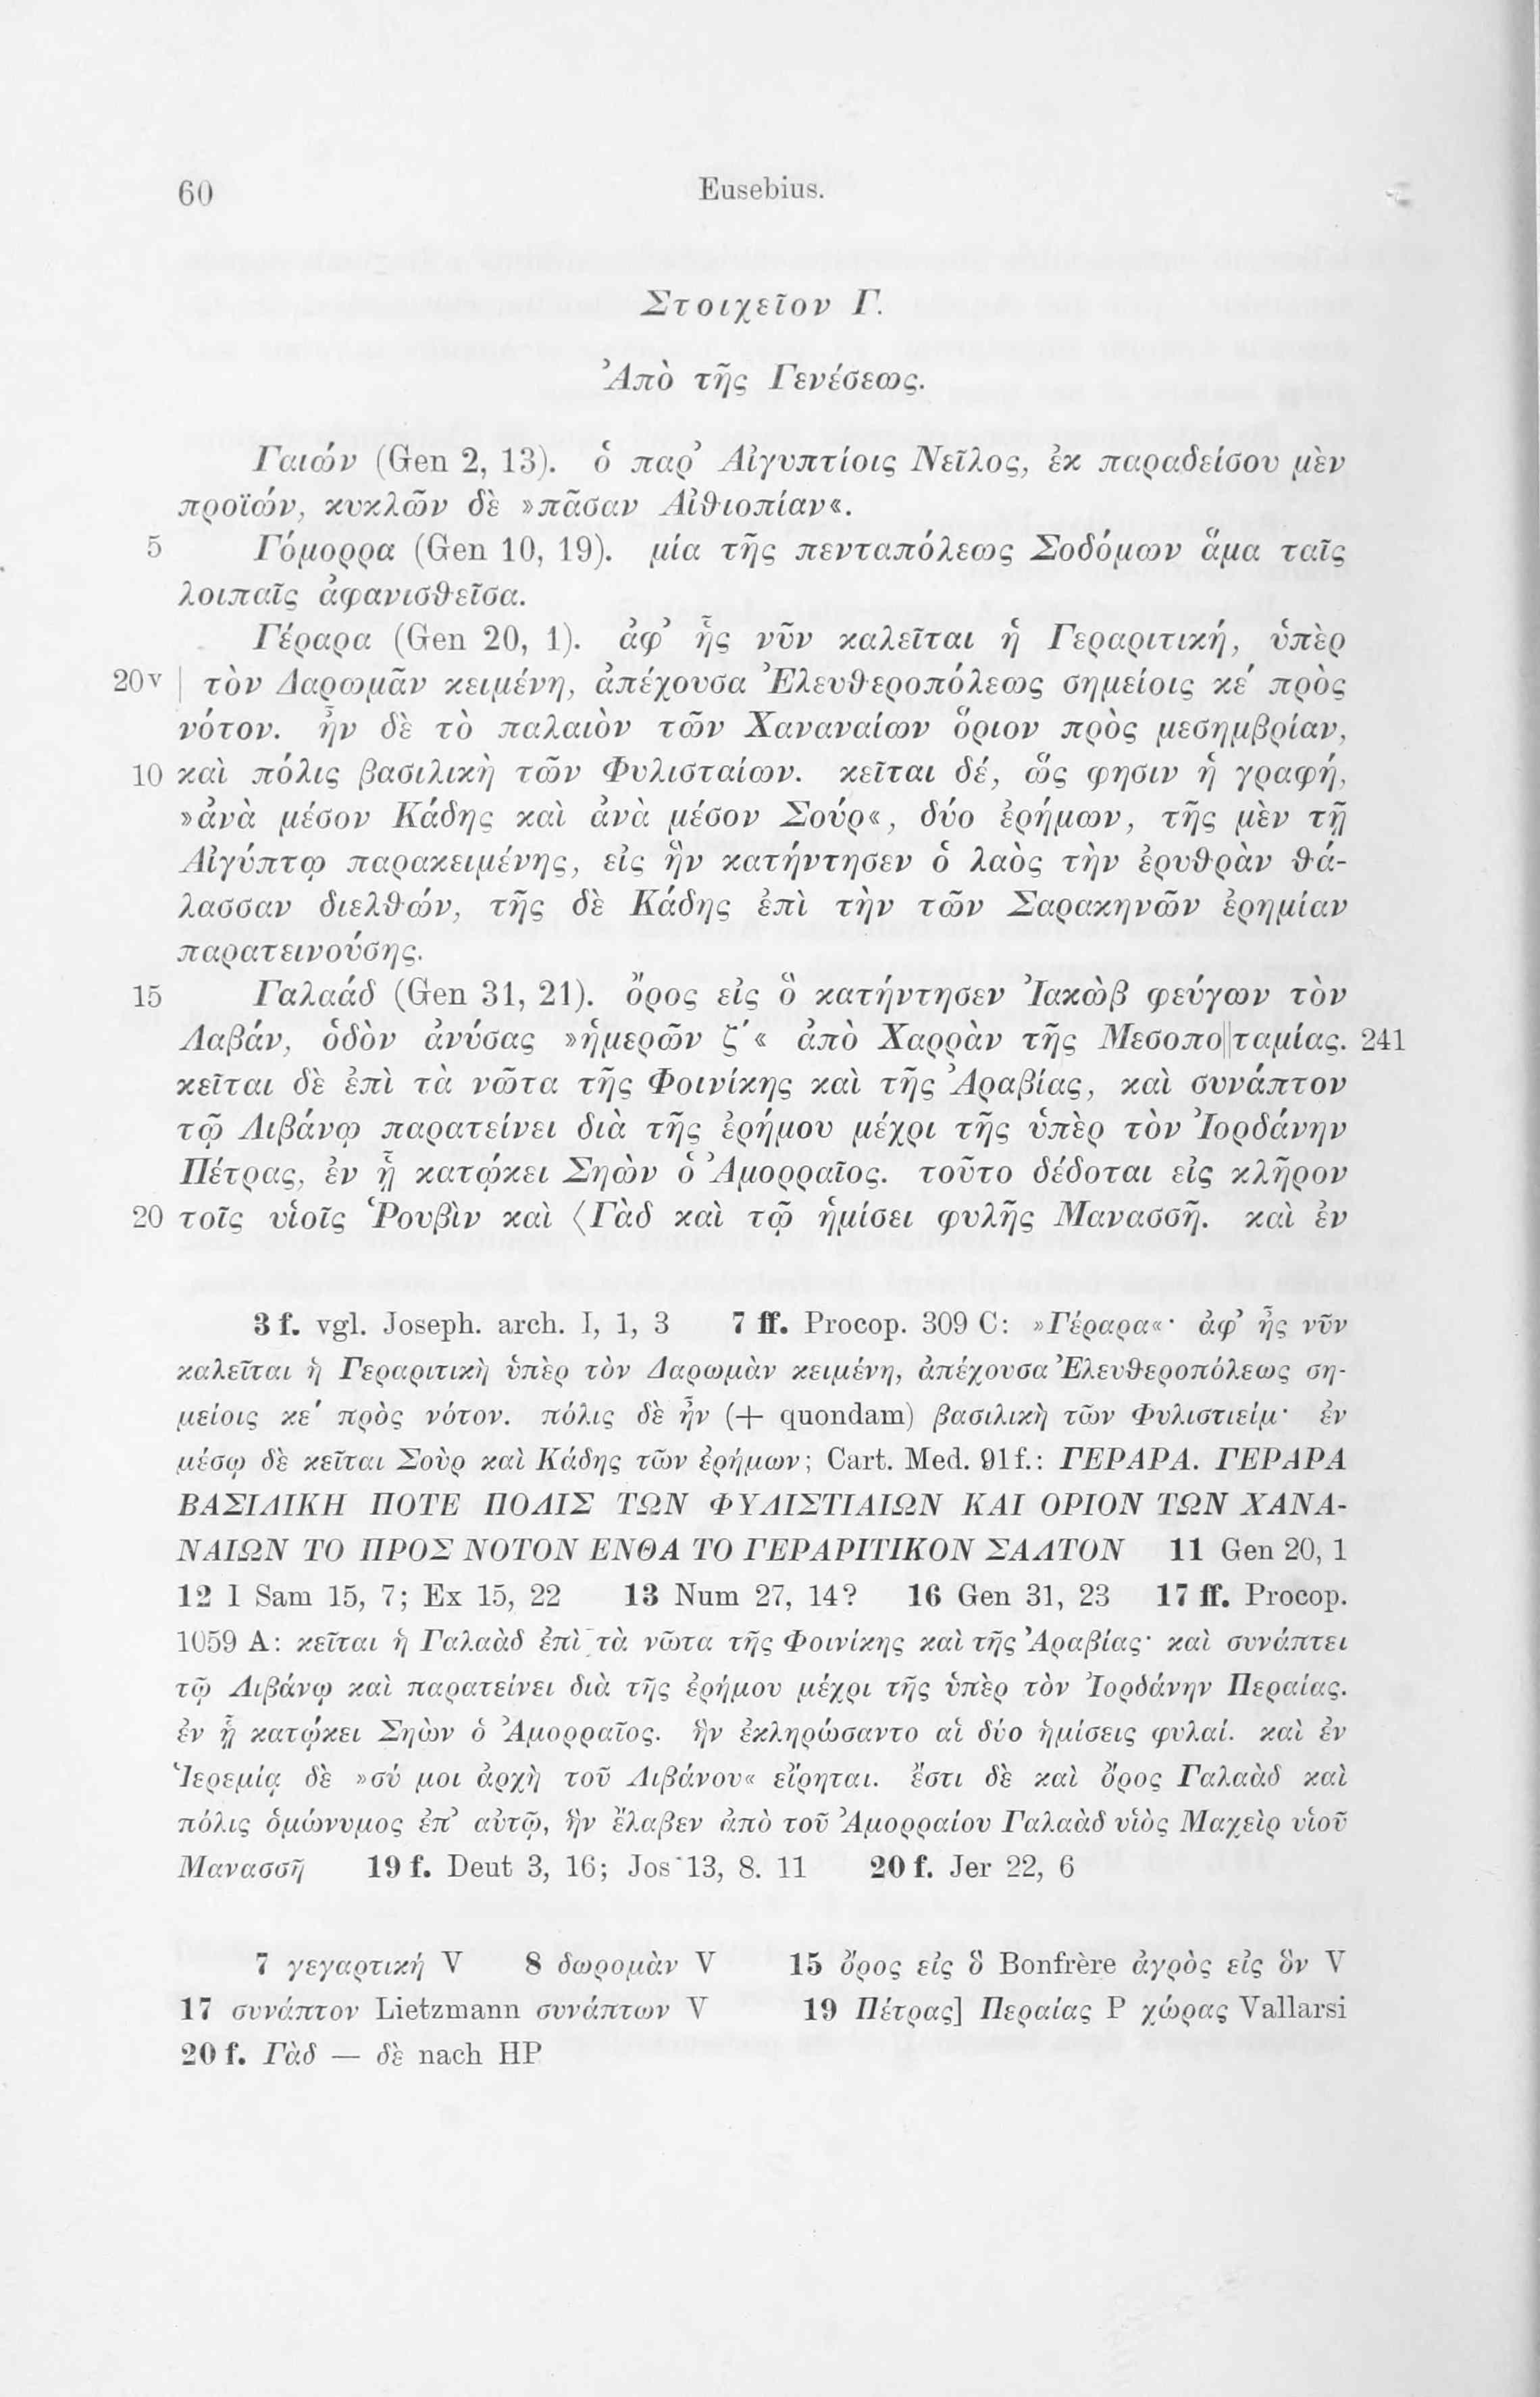 60 Eusebius.
Στοιχεῖον Γ.
Ἀπὸ τῆς Γενέσεως.
Γαιών (Gen 2, 13). ὁ παρ’ Αἰγυπτίοις Νεῖλος, ἐκ παραδείσου μὲν
προϊών, κυκλῶν δὲ »πᾶσαν Αἰθιοπίαν«.
5 Γόμορρα (Gen 10, 19). μία τῆς πενταπόλεως Σοδόμων ἅμα ταῖς
λοιπαῖς ἀφανισθεῖσα.
Γέραρα (Gen 20, 1). ἀφ’ ἧς νῦν καλεῖται ἡ Γεραριτική, ὑπὲρ
20v | τὸν Δαρωμᾶν κειμένη, ἀπέχουσα Ἐλευθεροπόλεως σημείοις κε΄ πρὸς
νότον. ἦν δὲ τὸ παλαιὸν τῶν Χαναναίων ὅριον πρὸς μεσημβρίαν,
10 καὶ πόλις βασιλικὴ τῶν Φυλισταίων. κεῖται δέ, ὥς φησιν ἡ γραφή,
»ἀνὰ μέσον Κάδης καὶ ἀνὰ μέσον Σούρ«, δύο ἐρήμων, τῆς μὲν τῇ
Αἰγύπτῳ παρακειμένης, εἰς ἣν κατήντησεν ὁ λαὸς τὴν ἐρυθρὰν θά-
λασσαν διελθών, τῆς δὲ Κάδης ἐπὶ τὴν τῶν Σαρακηνῶν ἐρημίαν
παρατεινούσης.
15 Γαλαάδ (Gen 31, 21). ὄρος εἰς ὃ κατήντησεν Ἰακὼβ φεύγων τὸν
Λαβάν, ὁδὸν ἀνύσας »ἡμερῶν ζ΄« ἀπὸ Χαρρὰν τῆς Μεσοπο||ταμίας. 241
κεῖται δὲ ἐπὶ τὰ νῶτα τῆς Φοινίκης καὶ τῆς Ἀραβίας, καὶ συνάπτον
τῷ Λιβάνῳ παρατείνει διὰ τῆς ἐρήμου μέχρι τῆς ὑπὲρ τὸν Ἰορδάνην
Πέτρας, ἐν ᾗ κατῴκει Σηὼν ὁ Ἀμορραῖος. τοῦτο δέδοται εἰς κλῆρον
20 τοῖς υἱοῖς Ῥουβὶν καὶ ⟨Γὰδ καὶ τῷ ἡμίσει φυλῆς Μανασσῆ. καὶ ἐν
3 f. vgl. Joseph. arch. I, 1, 3 7 ff. Procop. 309 C: »Γέραρα«· ἀφ’ ἧς νῦν
καλεῖται ἡ Γεραριτικὴ ὑπὲρ τὸν Δαρωμὰν κειμένη, ἀπέχουσα Ἐλευθεροπόλεως ση-
μείοις κε΄ πρὸς νότον. πόλις δὲ ἦν (+ quondam) βασιλικὴ τῶν Φυλιστιείμ· ἐν
μέσῳ δὲ κεῖται Σοὺρ καὶ Κάδης τῶν ἐρήμων; Cart. Med. 91f.: ΓΕΡΑΡΑ. ΓΕΡΑΡΑ
ΒΑΣΙΛΙΚΗ ΠΟΤΕ ΠΟΛΙΣ ΤΩΝ ΦΥΛΙΣΤΙΑΙΩΝ ΚΑΙ ΟΡΙΟΝ ΤΩΝ ΧΑΝΑ-
ΝΑΙΩΝ ΤΟ ΠΡΟΣ ΝΟΤΟΝ ΕΝΘΑ ΤΟ ΓΕΡΑΡΙΤΙΚΟΝ ΣΑΛΤΟΝ 11 Gen 20, 1
12 I Sam 15, 7; Ex 15, 22 13 Num 27, 14? 16 Gen 31, 23 17 ff. Procop.
1059 A: κεῖται ἡ Γαλαὰδ ἐπὶ τὰ νῶτα τῆς Φοινίκης καὶ τῆς Ἀραβίας· καὶ συνάπτει
τῷ Λιβάνῳ καὶ παρατείνει διὰ τῆς ἐρήμου μέχρι τῆς ὑπὲρ τὸν Ἰορδάνην Περαίας.
ἐν ᾗ κατῴκει Σηὼν ὁ Ἀμορραῖος. ἣν ἐκληρώσαντο αἱ δύο ἡμίσεις φυλαί. καὶ ἐν
Ἱερεμίᾳ δὲ »σύ μοι ἀρχὴ τοῦ Λιβάνου« εἴρηται. ἔστι δὲ καὶ ὄρος Γαλαὰδ καὶ
πόλις ὁμώνυμος ἐπ’ αὐτῷ, ἣν ἔλαβεν ἀπὸ τοῦ Ἀμορραίου Γαλαὰδ υἱὸς Μαχεὶρ υἱοῦ
Μανασσῆ 19 f. Deut 3, 16; Jos 13, 8. 11 20 f. Jer 22, 6
7 γεγαρτική V 8 δωρομὰν V 15 ὄρος εἰς ὃ Bonfrère ἀγρὸς εἰς ὃν V
17 συνάπτον Lietzmann συνάπτων V 19 Πέτρας] Περαίας P χώρας Vallarsi
20 f. Γὰδ — δὲ nach HP